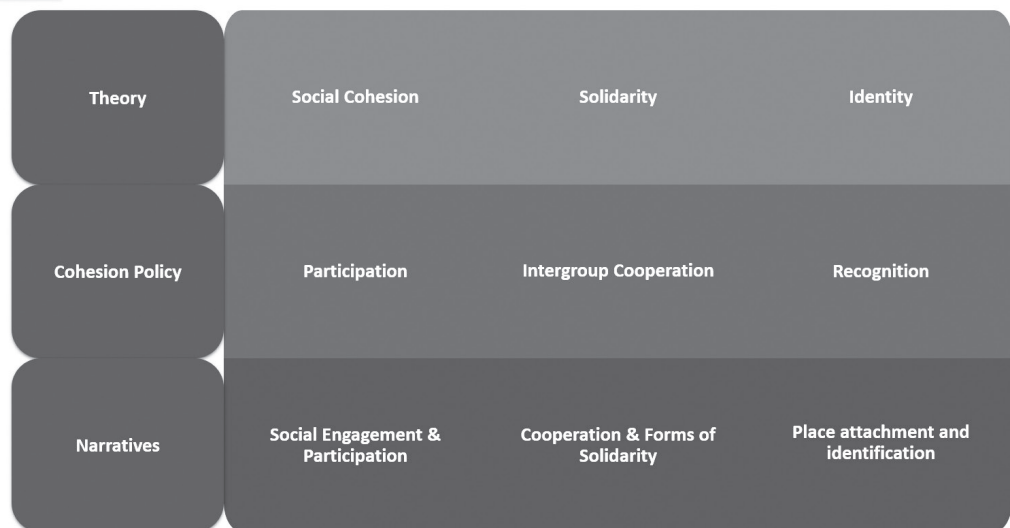 Theory
Social Cohesion
Solidarity
Identity
Cohesion Policy
Participation
Intergroup Cooperation
Recognition
Narratives
Social Engagement &
Participation
Cooperation & Forms of
Solidarity
Place attachment and
identification